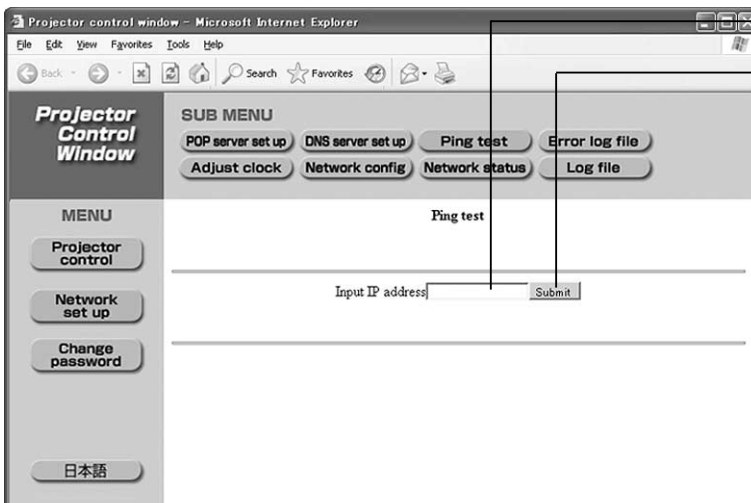 Projector control window - Microsoft Internet Explorer
File Edit View Favorites Tools Help
Back Search Favorites
Projector
Control
Window
SUB MENU
POP server set up DNS server set up Ping test Error log file
Adjust clock Network config Network status Log file
MENU
Projector
control
Network
set up
Change
password
日本語
Ping test
Input IP address Submit